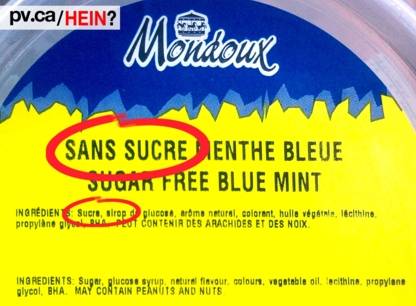 pv.ca/HEIN?
Mondoux
SANS SUCRE MENTHE BLEUE
SUGAR FREE BLUE MINT
INGRÉDIENTS: Sucre, sirop de glucose, arôme natural, colorant, huile végétale, lécithine,
propylène glycol, BHA. PEUT CONTENIR DES ARACHIDES ET DES NOIX.
INGREDIENTS: Sugar, glucose syrup, natural flavour, colours, vegetable oil, lecithine, propylene
glycol, BHA. MAY CONTAIN PEANUTS AND NUTS.